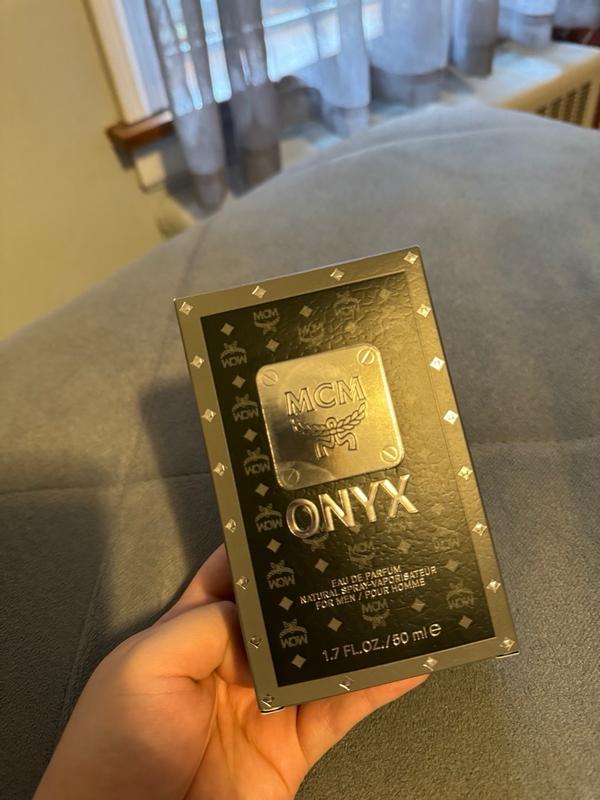 MCM
ONYX
EAU DE PARFUM
NATURAL SPRAY-VAPORISATEUR
FOR MEN / POUR HOMME
1.7 FL.OZ./50 ml ℮